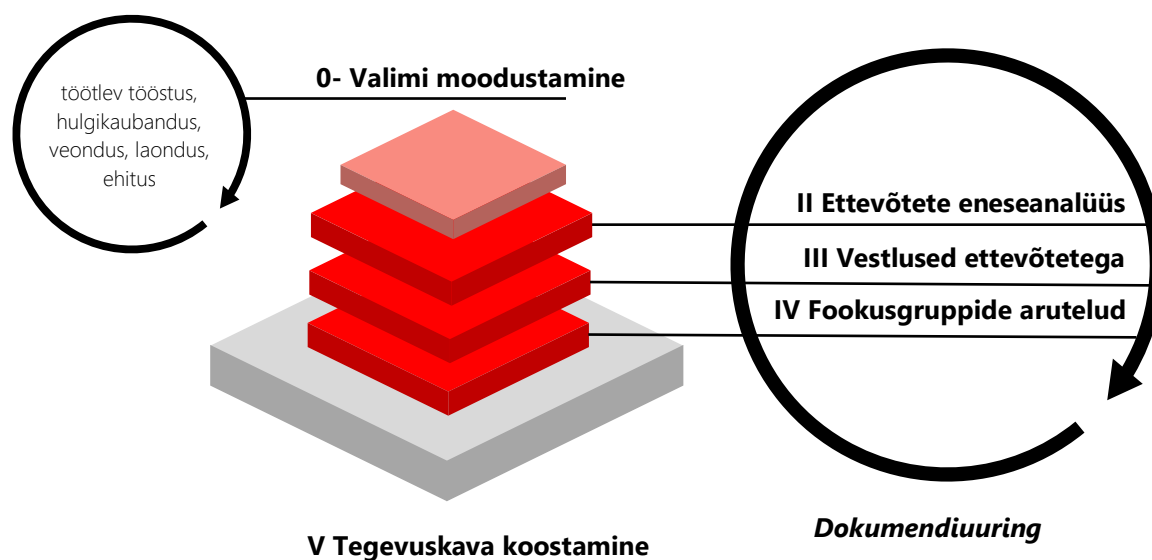 0- Valimi moodustamine
töötlev tööstus,
hulgikaubandus,
veondus, laondus,
ehitus
II Ettevõtete eneseanalüüs
III Vestlused ettevõtetega
IV Fookusgruppide arutelud
Dokumendiuuring
V Tegevuskava koostamine